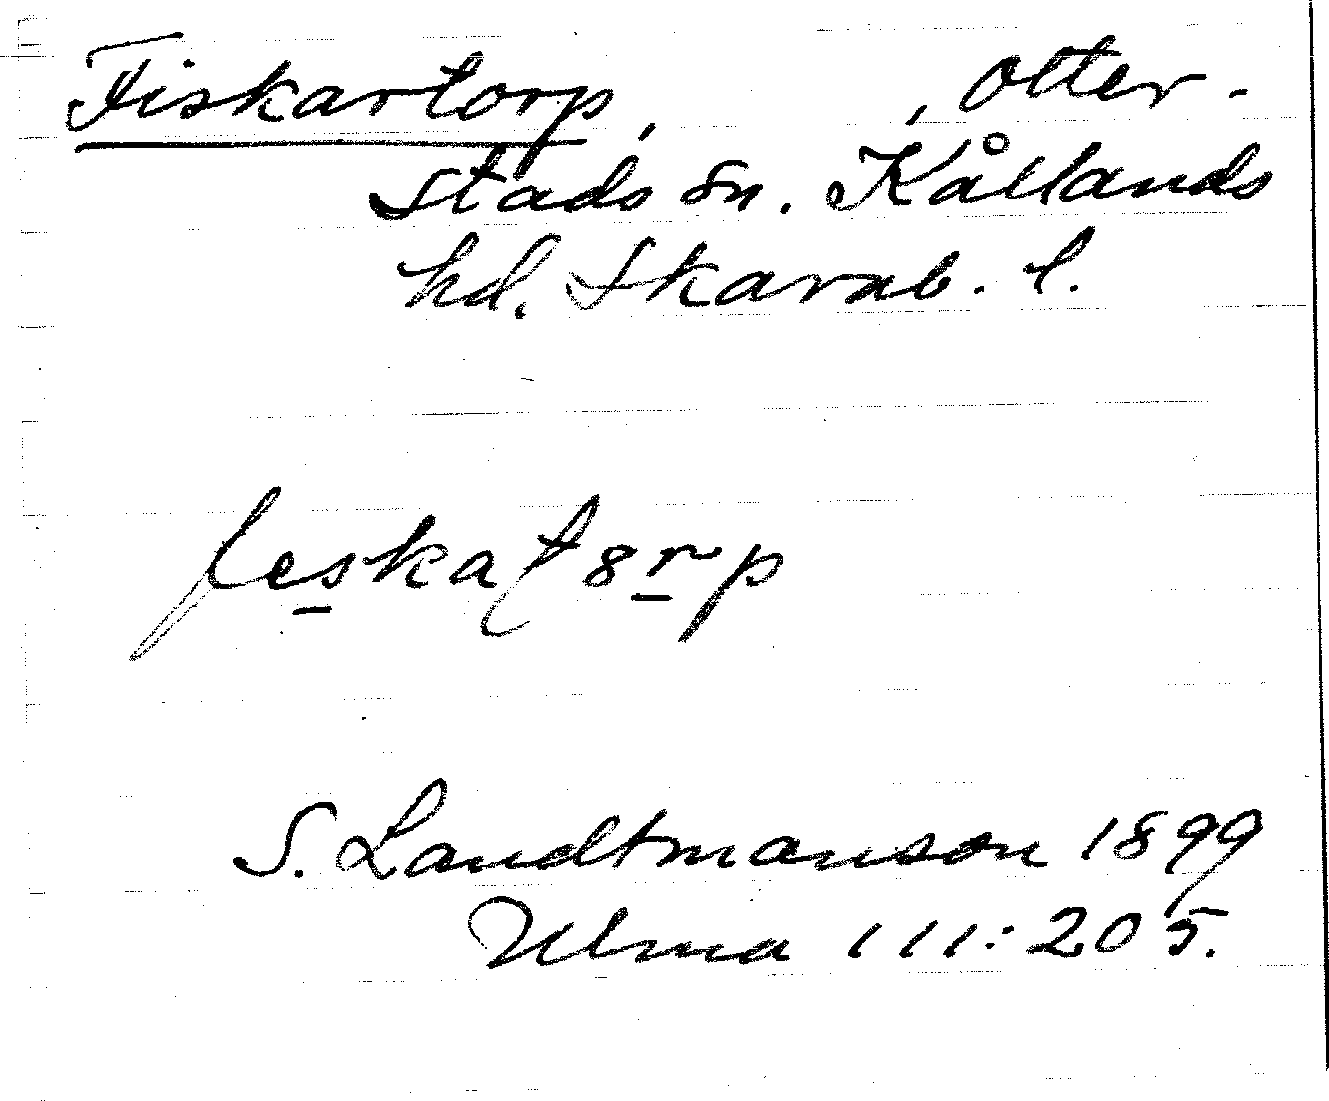 Fiskartorp, , Otter-
stads sn. Kållands
hd. Skarab. l.
feskat8rp
S. Landtmanson 1899
Ulma 111:205.